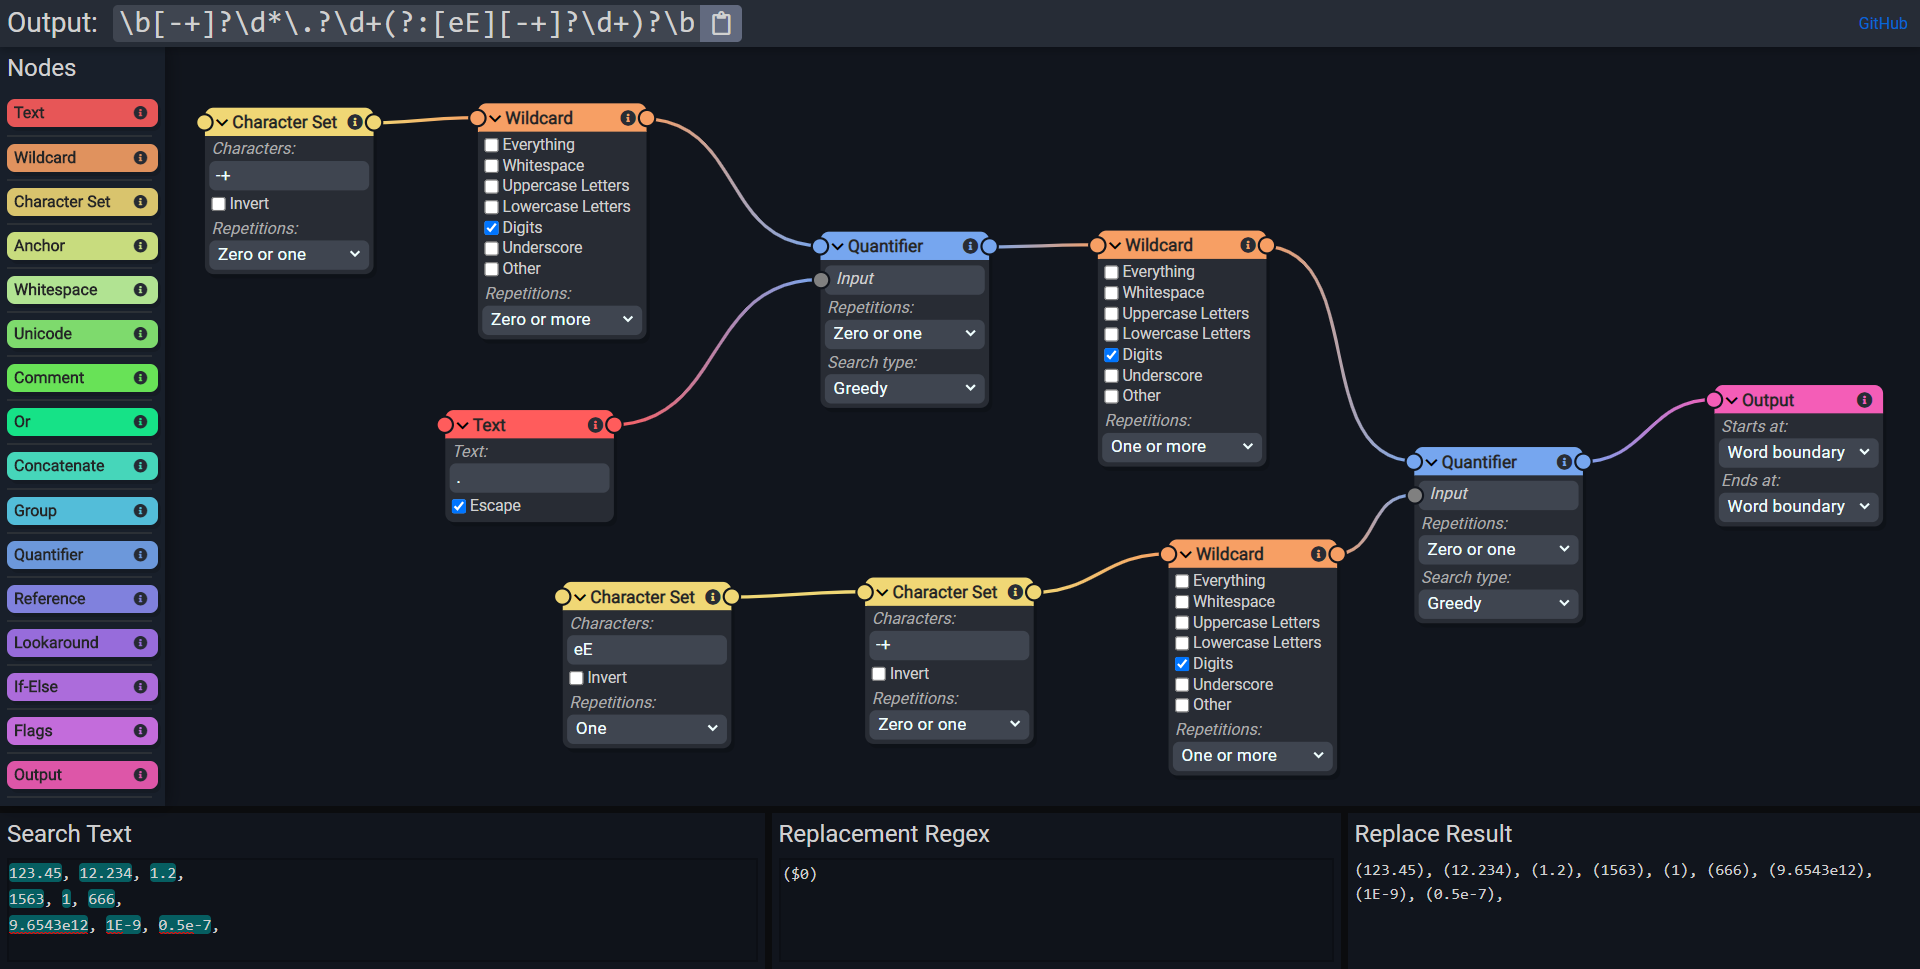 Output: \b[-+]?\d*\.?\d+(?:[eE][-+]?\d+)?\b
GitHub
Nodes
Text
Wildcard
Character Set
Anchor
Whitespace
Unicode
Comment
Or
Concatenate
Group
Quantifier
Reference
Lookaround
If-Else
Flags
Output
Character Set
Characters:
-+
Invert
Repetitions:
Zero or one
Wildcard
Everything
Whitespace
Uppercase Letters
Lowercase Letters
Digits
Underscore
Other
Repetitions:
Zero or more
Text
Text:
.
Escape
Quantifier
Input
Repetitions:
Zero or one
Search type:
Greedy
Wildcard
Everything
Whitespace
Uppercase Letters
Lowercase Letters
Digits
Underscore
Other
Repetitions:
One or more
Character Set
Characters:
eE
Invert
Repetitions:
One
Character Set
Characters:
-+
Invert
Repetitions:
Zero or one
Wildcard
Everything
Whitespace
Uppercase Letters
Lowercase Letters
Digits
Underscore
Other
Repetitions:
One or more
Quantifier
Input
Repetitions:
Zero or one
Search type:
Greedy
Output
Starts at:
Word boundary
Ends at:
Word boundary
Search Text
123.45, 12.234, 1.2,
1563, 1, 666,
9.6543e12, 1E-9, 0.5e-7,
Replacement Regex
($0)
Replace Result
(123.45), (12.234), (1.2), (1563), (1), (666), (9.6543e12),
(1E-9), (0.5e-7),